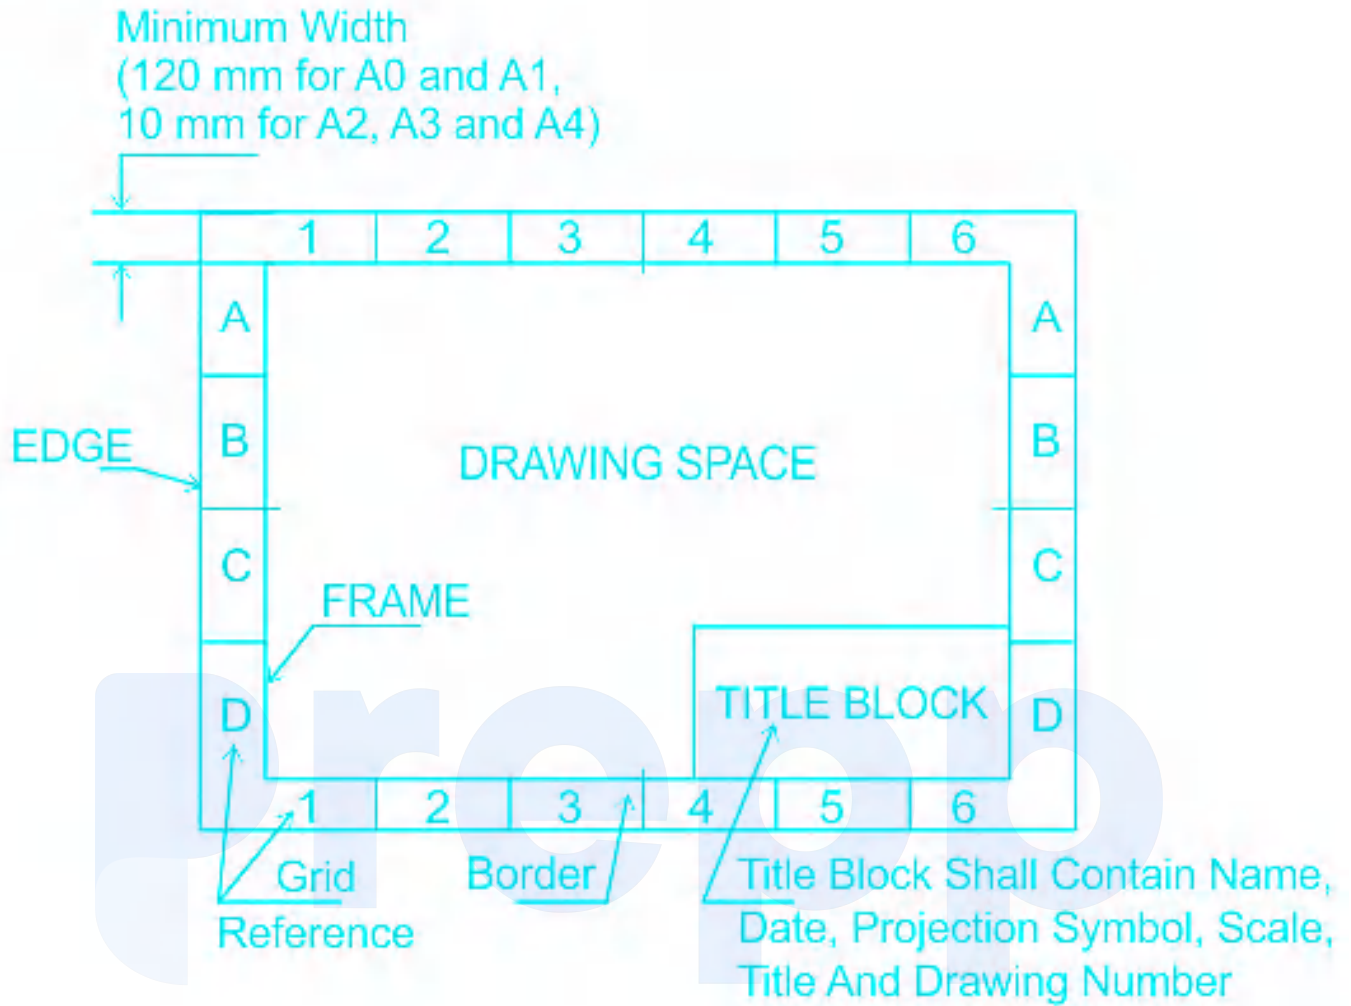 Minimum Width
(120 mm for A0 and A1,
10 mm for A2, A3 and A4)
1 2 3 4 5 6
A A
B B
EDGE
DRAWING SPACE
C C
FRAME
TITLE BLOCK
D D
1 2 3 4 5 6
Grid
Reference
Border
Title Block Shall Contain Name,
Date, Projection Symbol, Scale,
Title And Drawing Number
prepp